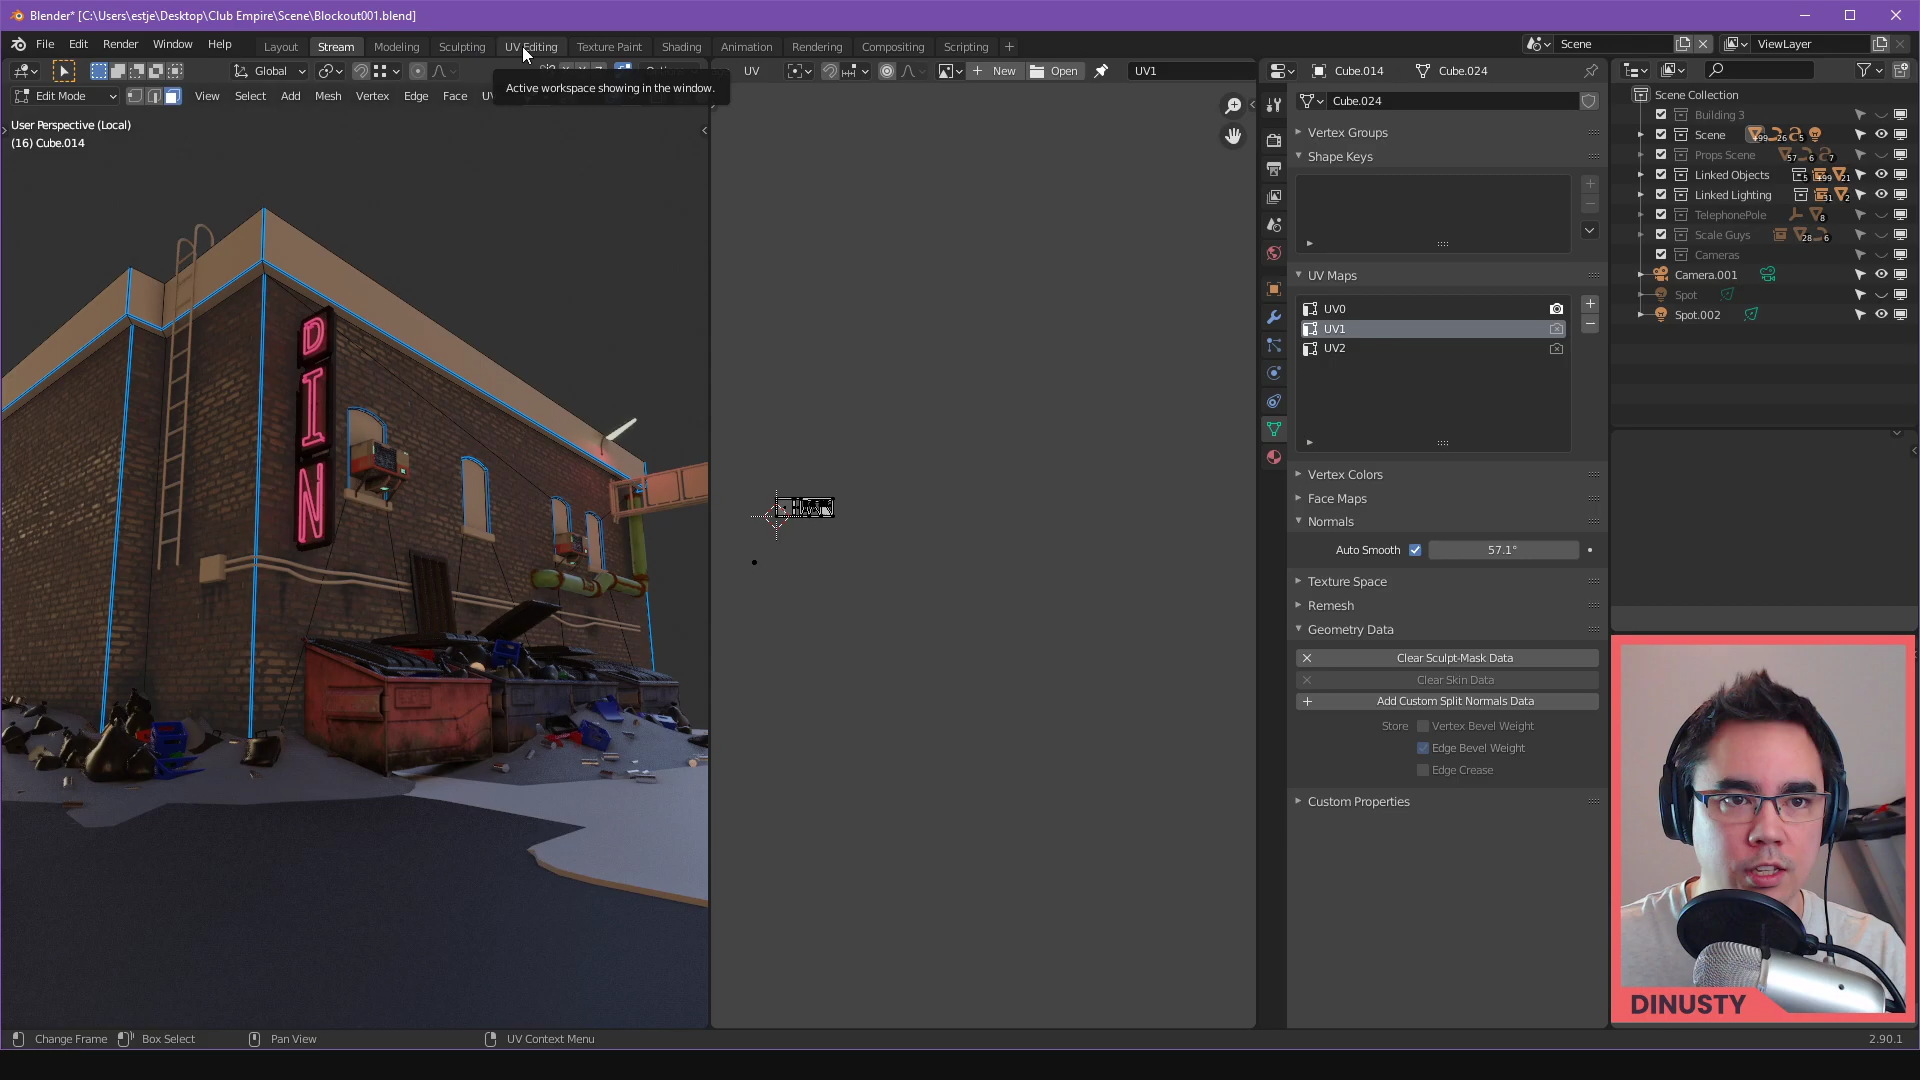 Blender* [C:\Users\estje\Desktop\Club Empire\Scene\Blockout001.blend]
File Edit Render Window Help
Layout Stream Modeling Sculpting UV Editing Texture Paint Shading Animation Rendering Compositing Scripting
Scene
ViewLayer
Global
UV
New
Open
UV1
Cube.014
Cube.024
Active workspace showing in the window.
Edit Mode
View Select Add Mesh Vertex Edge Face
Cube.024
User Perspective (Local)
(16) Cube.014
Vertex Groups
Shape Keys
UV Maps
UV0
UV1
UV2
Vertex Colors
Face Maps
Normals
Auto Smooth
57.1°
Texture Space
Remesh
Geometry Data
Clear Sculpt-Mask Data
Clear Skin Data
Add Custom Split Normals Data
Store
Vertex Bevel Weight
Edge Bevel Weight
Edge Crease
Custom Properties
Scene Collection
Building 3
Scene
Props Scene
Linked Objects
Linked Lighting
TelephonePole
Scale Guys
Cameras
Camera.001
Spot
Spot.002
DIN
DINUSTY
Change Frame
Box Select
Pan View
UV Context Menu
2.90.1